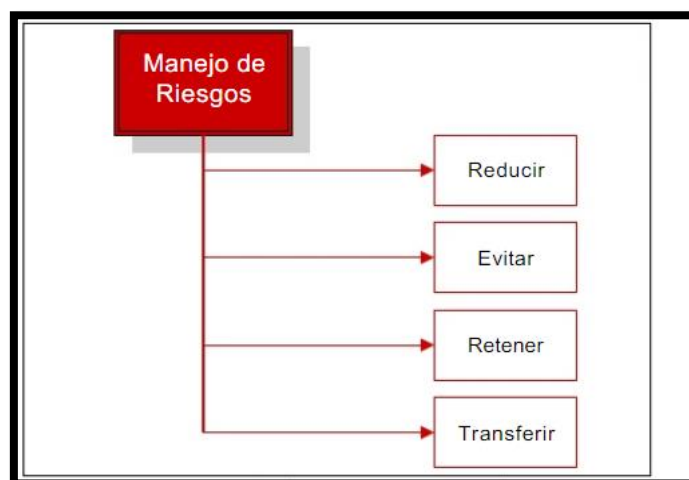 Manejo de
Riesgos
Reducir
Evitar
Retener
Transferir